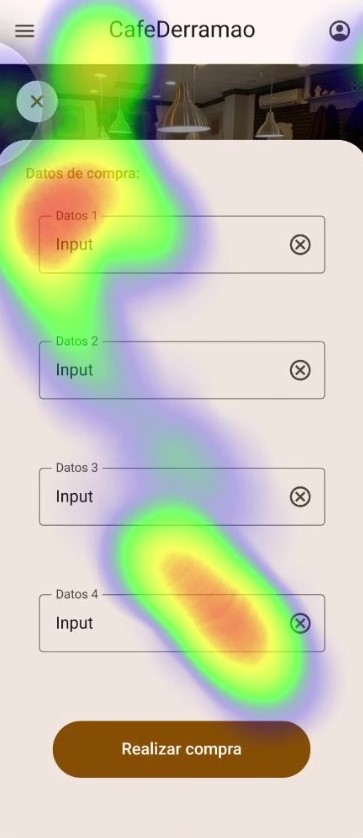 CafeDerramao
Datos de compra:
Datos 1
Input
Datos 2
Input
Datos 3
Input
Datos 4
Input
Realizar compra